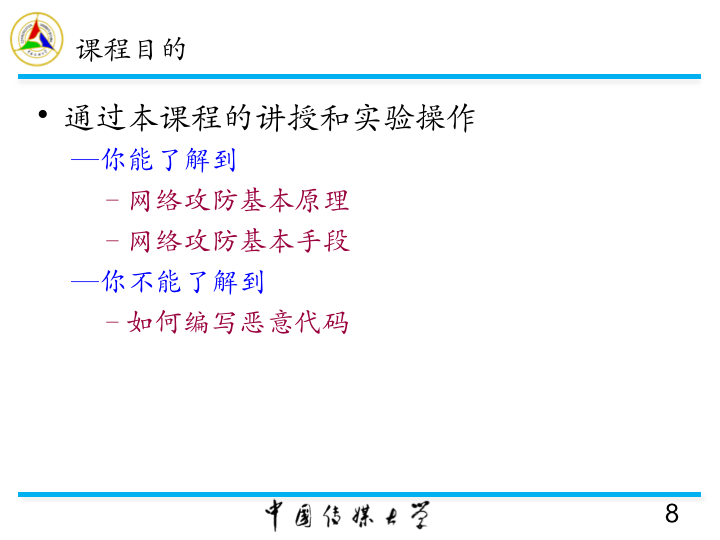 课程目的
• 通过本课程的讲授和实验操作
—你能了解到
– 网络攻防基本原理
– 网络攻防基本手段
—你不能了解到
– 如何编写恶意代码
中国传媒大学
8